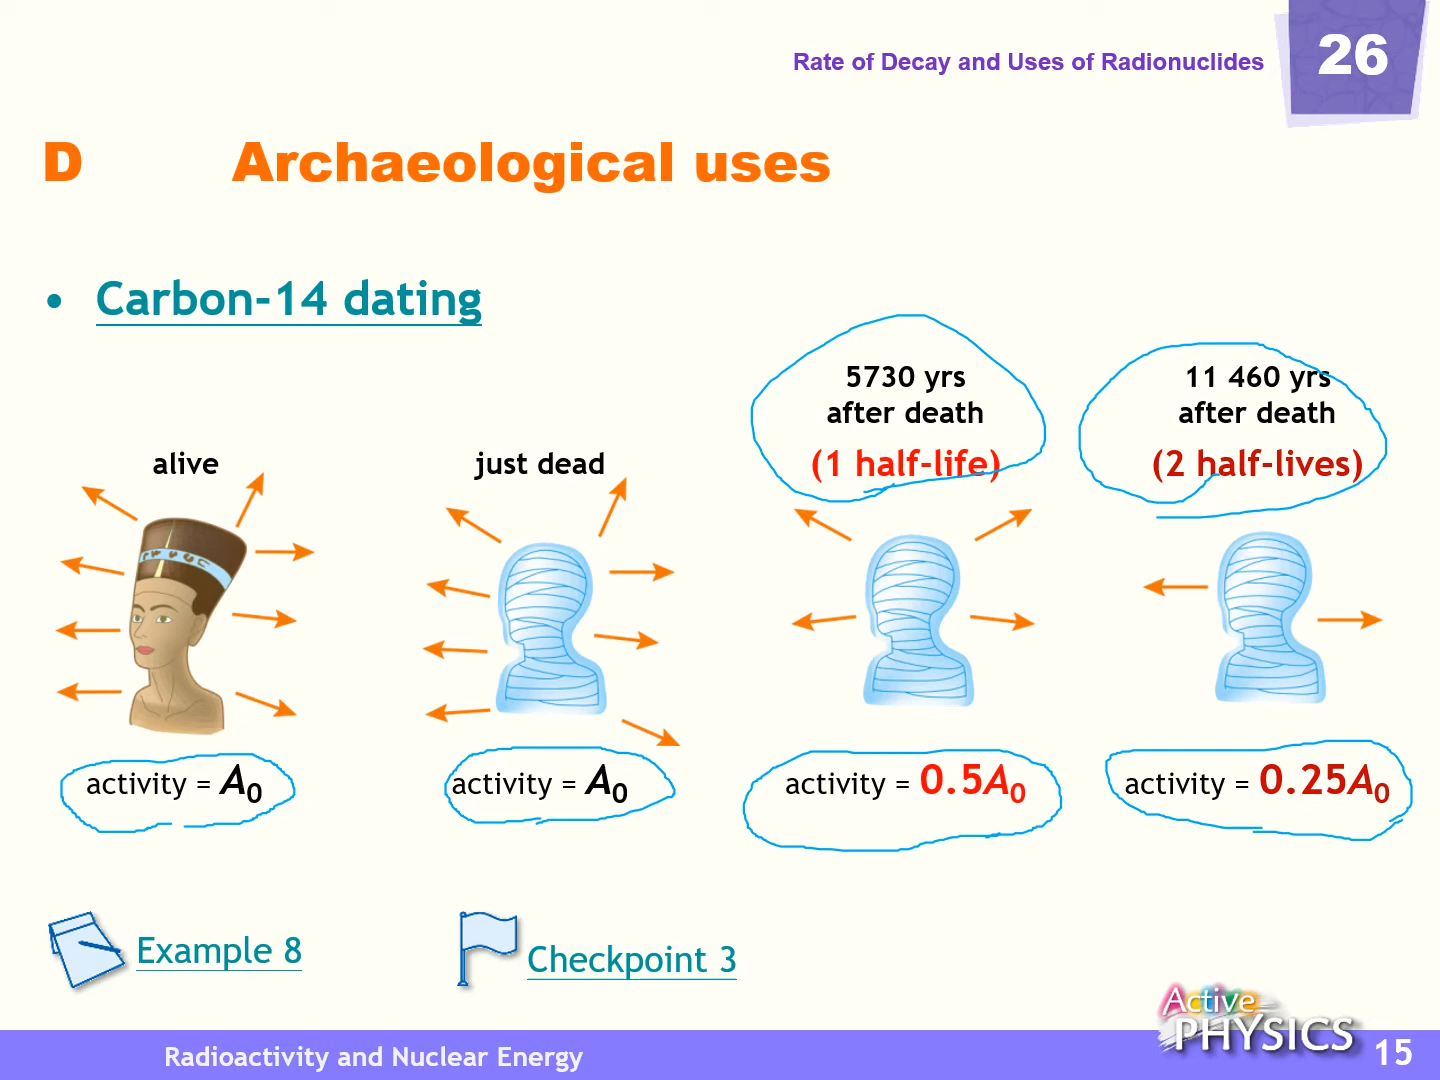 Rate of Decay and Uses of Radionuclides
26
D Archaeological uses
• Carbon-14 dating
alive
just dead
5730 yrs
after death
(1 half-life)
11 460 yrs
after death
(2 half-lives)
activity = A0
activity = A0
activity = 0.5A0
activity = 0.25A0
Example 8
Checkpoint 3
Active
PHYSICS
Radioactivity and Nuclear Energy
15